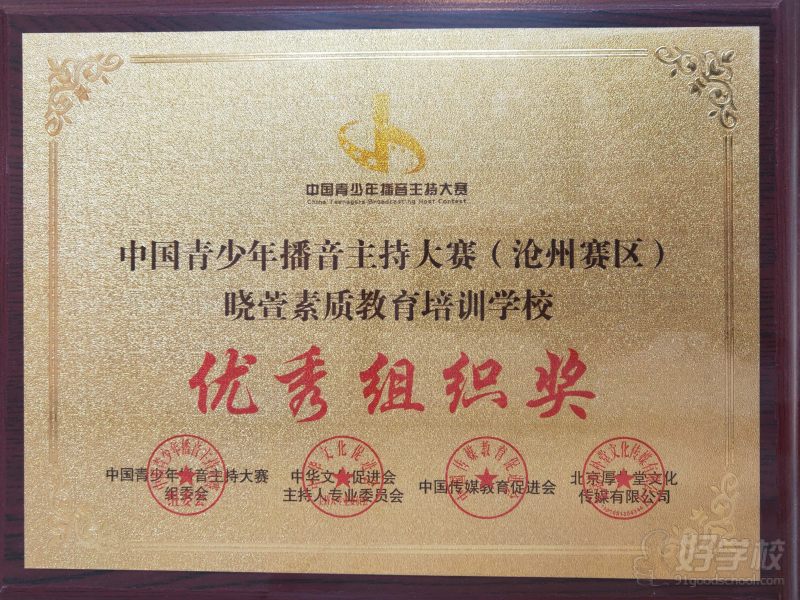 中国青少年播音主持大赛
China Teenagers Broadcasting Host Contest
中国青少年播音主持大赛（沧州赛区）
晓萱素质教育培训学校
优秀组织奖
中国青少年播音主持大赛
组委会
中华文化促进会
主持人专业委员会
中国传媒教育促进会
北京厚 堂文化
传媒有限公司
好学校
91goodschool.com